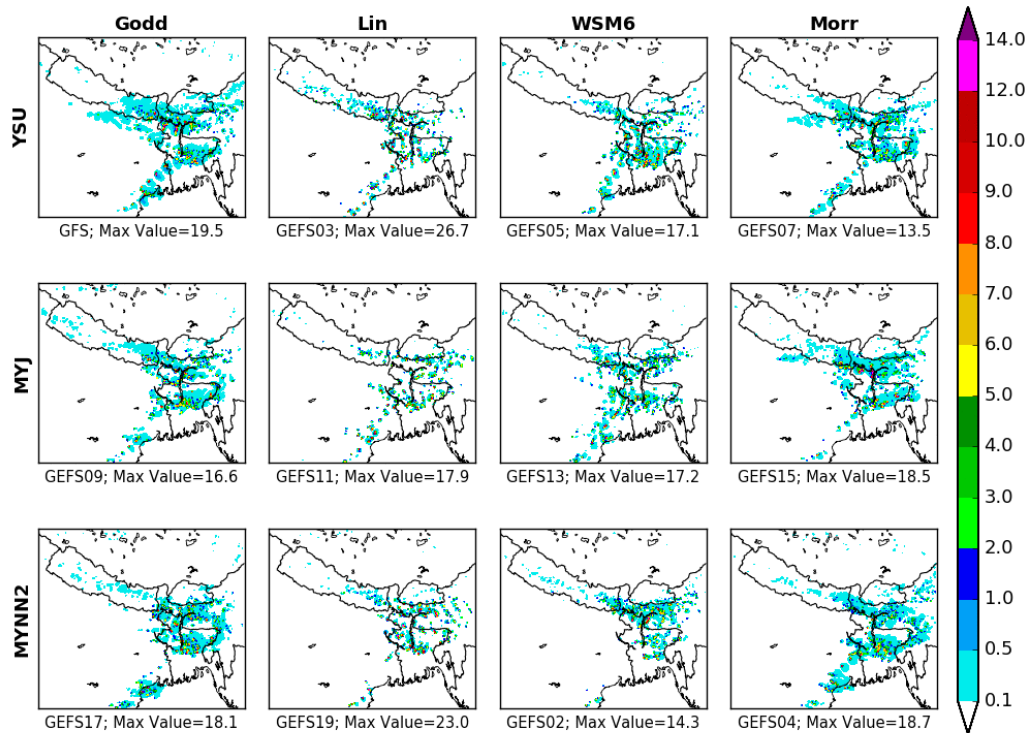 Godd Lin WSM6 Morr
YSU
GFS; Max Value=19.5 GEFS03; Max Value=26.7 GEFS05; Max Value=17.1 GEFS07; Max Value=13.5
MYJ
GEFS09; Max Value=16.6 GEFS11; Max Value=17.9 GEFS13; Max Value=17.2 GEFS15; Max Value=18.5
MYNN2
GEFS17; Max Value=18.1 GEFS19; Max Value=23.0 GEFS02; Max Value=14.3 GEFS04; Max Value=18.7
14.0
12.0
10.0
9.0
8.0
7.0
6.0
5.0
4.0
3.0
2.0
1.0
0.5
0.1